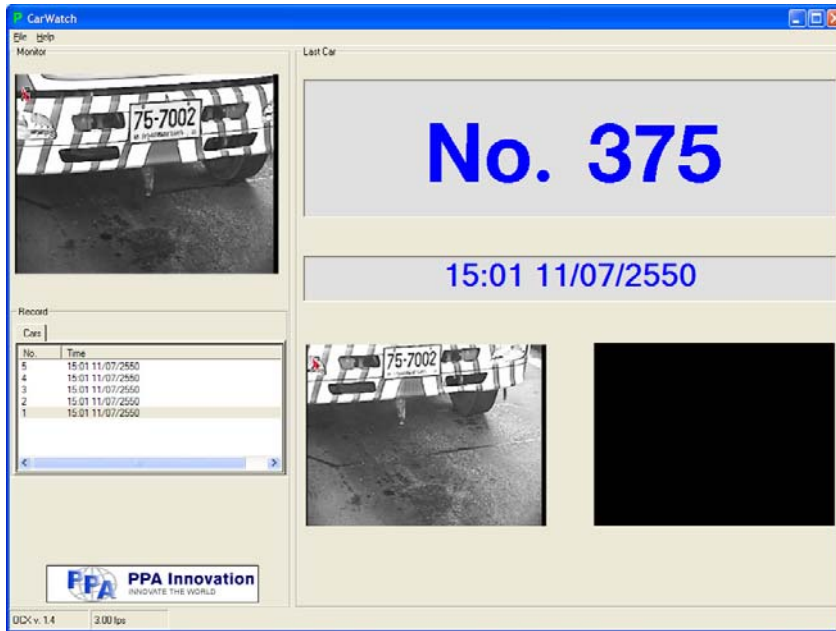 CarWatch
File Help
Monitor
75-7002
Record
Cars
No. Time
5 15:01 11/07/2550
4 15:01 11/07/2550
3 15:01 11/07/2550
2 15:01 11/07/2550
1 15:01 11/07/2550
PPA
PPA Innovation
INNOVATE THE WORLD
Last Car
No. 375
15:01 11/07/2550
75-7002
OCX v. 1.4 3.00 fps